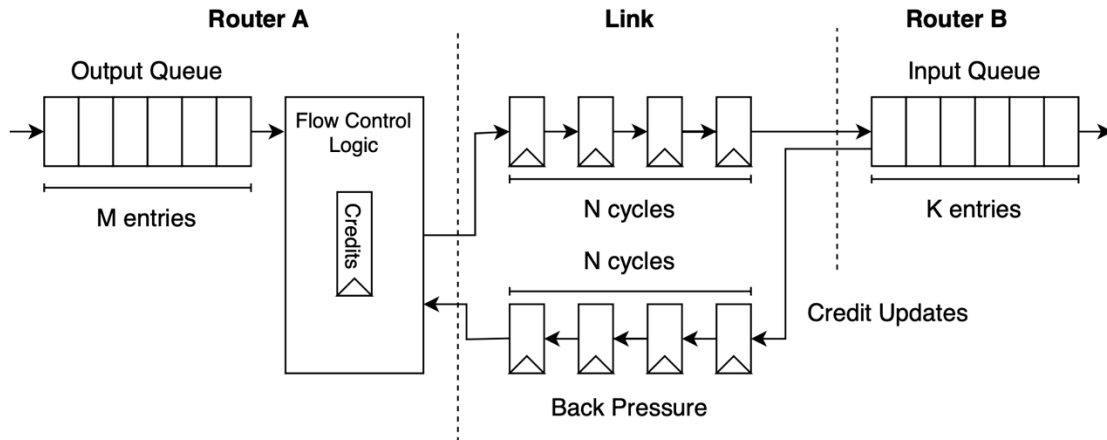 Router A
Link
Router B
Output Queue
Input Queue
Flow Control
Logic
Credits
M entries
N cycles
K entries
N cycles
Credit Updates
Back Pressure